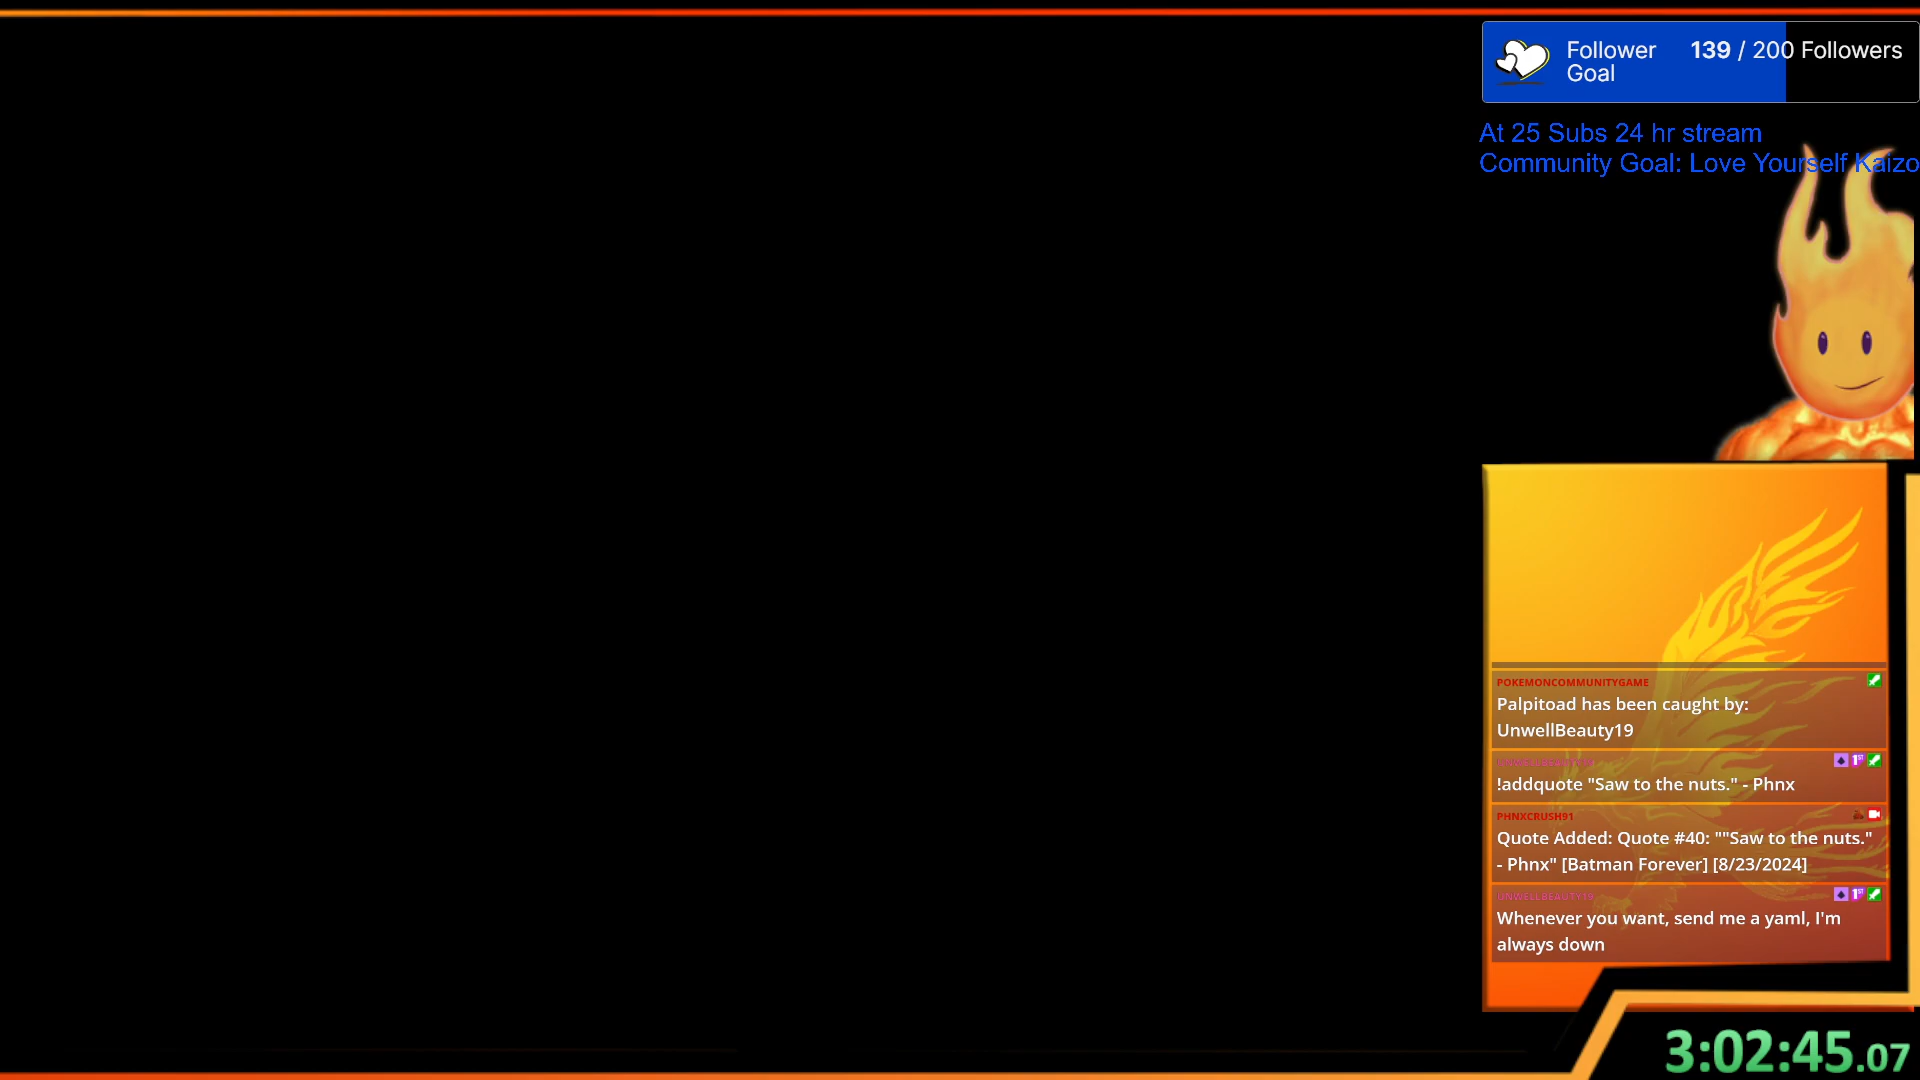 Follower
Goal
139 / 200 Followers
At 25 Subs 24 hr stream
Community Goal: Love Yourself Kaizo
POKEMONCOMMUNITYGAME
Palpitoad has been caught by:
UnwellBeauty19
UNWELLBEAUTY19
!addquote "Saw to the nuts." - Phnx
PHNXCRUSH91
Quote Added: Quote #40: ""Saw to the nuts."
- Phnx" [Batman Forever] [8/23/2024]
UNWELLBEAUTY19
Whenever you want, send me a yaml, I'm
always down
3:02:45.07